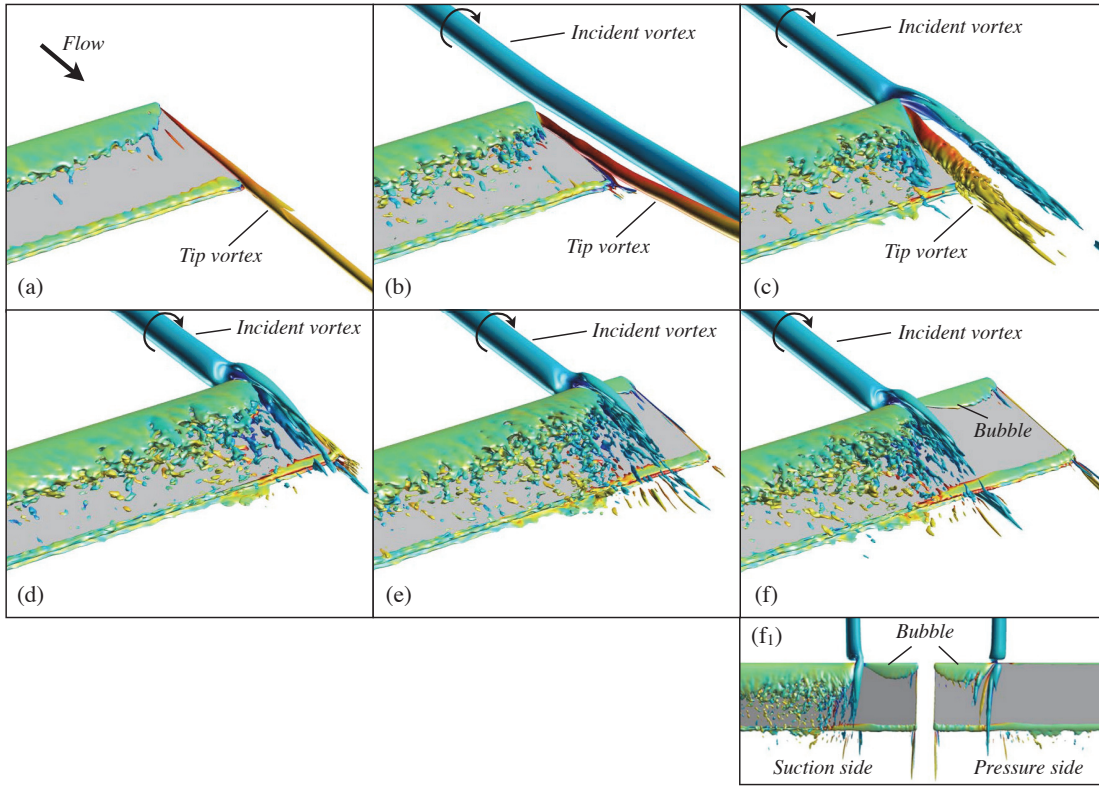 Flow
Tip vortex
(a)
Incident vortex
Tip vortex
(b)
Incident vortex
Tip vortex
(c)
Incident vortex
(d)
Incident vortex
(e)
Incident vortex
Bubble
(f)
(f₁)
Bubble
Suction side
Pressure side